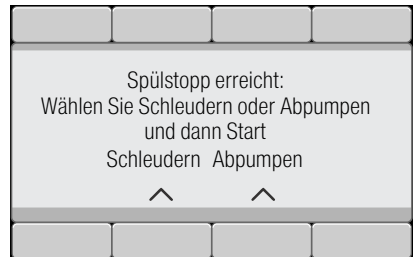 Spülstopp erreicht:
Wählen Sie Schleudern oder Abpumpen
und dann Start
Schleudern Abpumpen